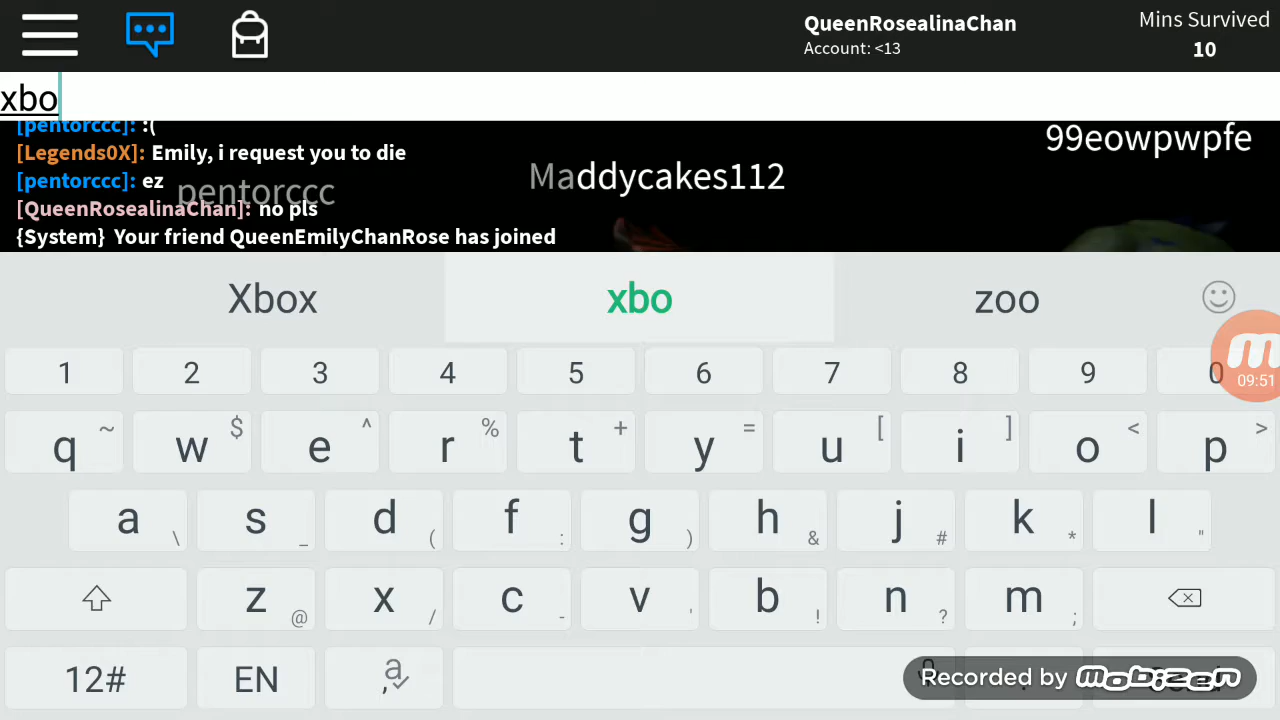 QueenRosealinaChan
Account: <13
Mins Survived
10
xbo
[pentorccc]: :(
[Legends0X]: Emily, i request you to die
[pentorccc]: ez
[QueenRosealinaChan]: no pls
{System} Your friend QueenEmilyChanRose has joined
pentorccc
Maddycakes112
99eowpwpfe
Xbox xbo zoo
1 2 3 4 5 6 7 8 9 0
09:51
q ~ w $ e ^ r % t + y = u [ i ] o < p >
a \ s _ d ( f : g ) h & j # k * l "
z @ x / c - v ' b ! n ? m ;
12# EN , a
Recorded by mobizen